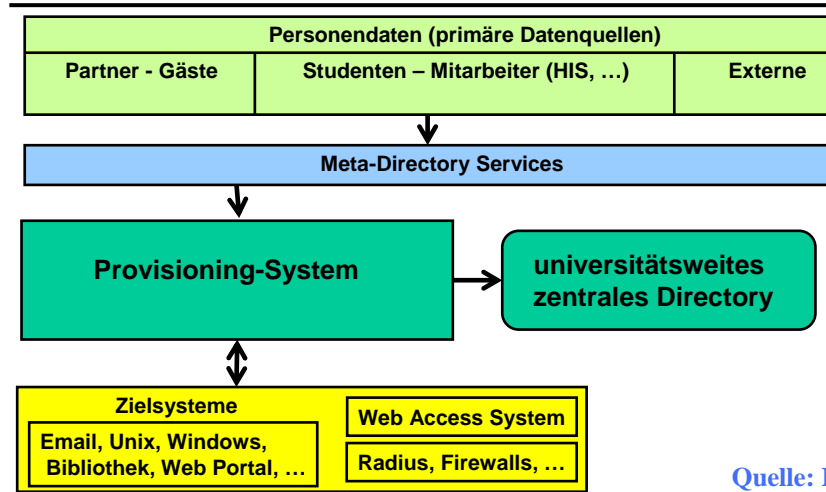 Personendaten (primäre Datenquellen)
Partner - Gäste
Studenten – Mitarbeiter (HIS, …)
Externe
Meta-Directory Services
Provisioning-System
universitätsweites
zentrales Directory
Zielsysteme
Email, Unix, Windows,
Bibliothek, Web Portal, …
Web Access System
Radius, Firewalls, …
Quelle: